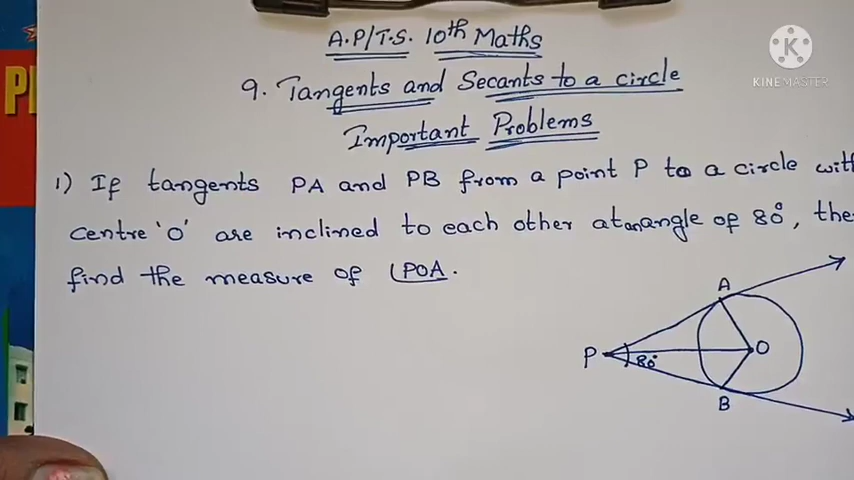 A.P/T.S. 10th Maths
9. Tangents and Secants to a circle
Important Problems
1) If tangents PA and PB from a point P to a circle with
centre 'O' are inclined to each other at an angle of 80°, the
find the measure of ∠POA.
A
P
80°
O
B
K
KINEMASTER